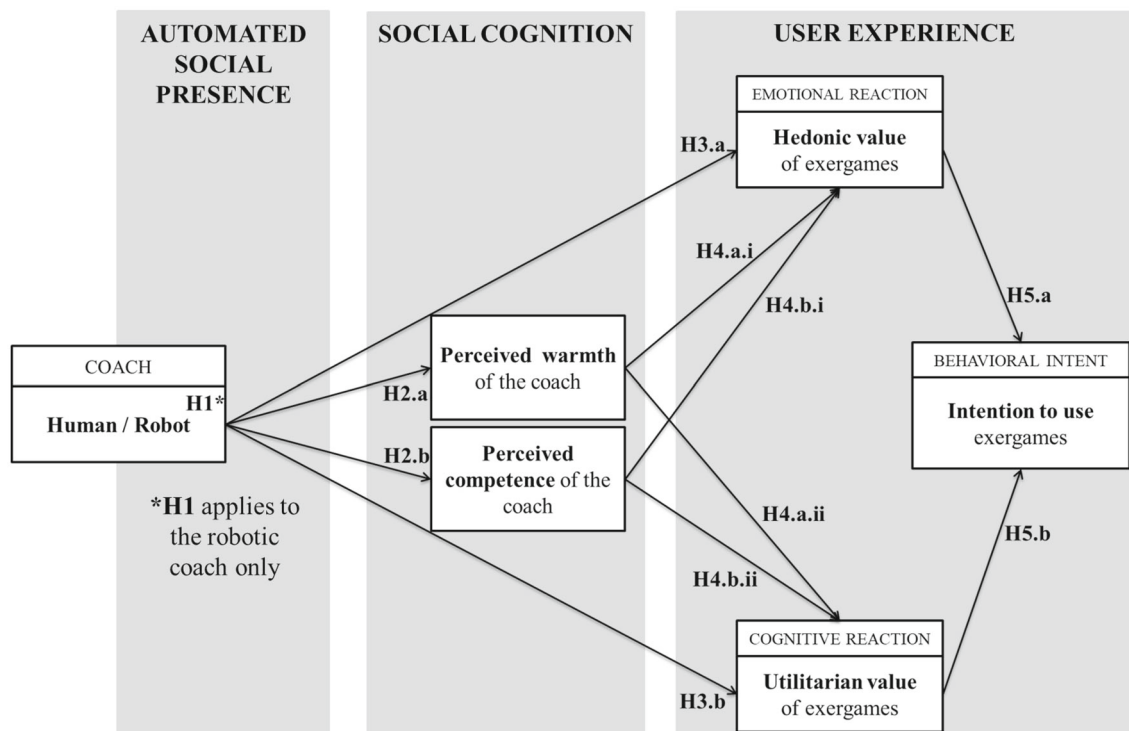 AUTOMATED
SOCIAL
PRESENCE
SOCIAL COGNITION
USER EXPERIENCE
EMOTIONAL REACTION
Hedonic value
of exergames
H3.a
H4.a.i
H4.b.i
H5.a
COACH
Human / Robot
H1*
H2.a
H2.b
Perceived warmth
of the coach
Perceived
competence of the
coach
BEHAVIORAL INTENT
Intention to use
exergames
*H1 applies to
the robotic
coach only
H4.a.ii
H4.b.ii
H5.b
COGNITIVE REACTION
Utilitarian value
of exergames
H3.b